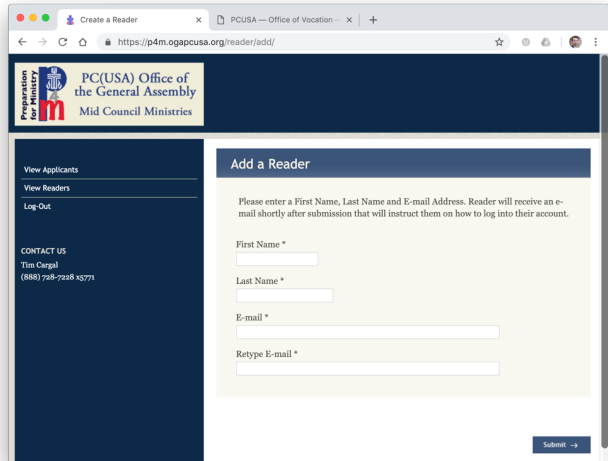 Create a Reader
PCUSA — Office of Vocation –
https://p4m.ogapcusa.org/reader/add/
Preparation
for Ministry
P4m
PC(USA) Office of
the General Assembly
Mid Council Ministries
View Applicants
View Readers
Log-Out
CONTACT US
Tim Cargal
(888) 728-7228 x5771
Add a Reader
Please enter a First Name, Last Name and E-mail Address. Reader will receive an e-
mail shortly after submission that will instruct them on how to log into their account.
First Name *
Last Name *
E-mail *
Retype E-mail *
Submit →